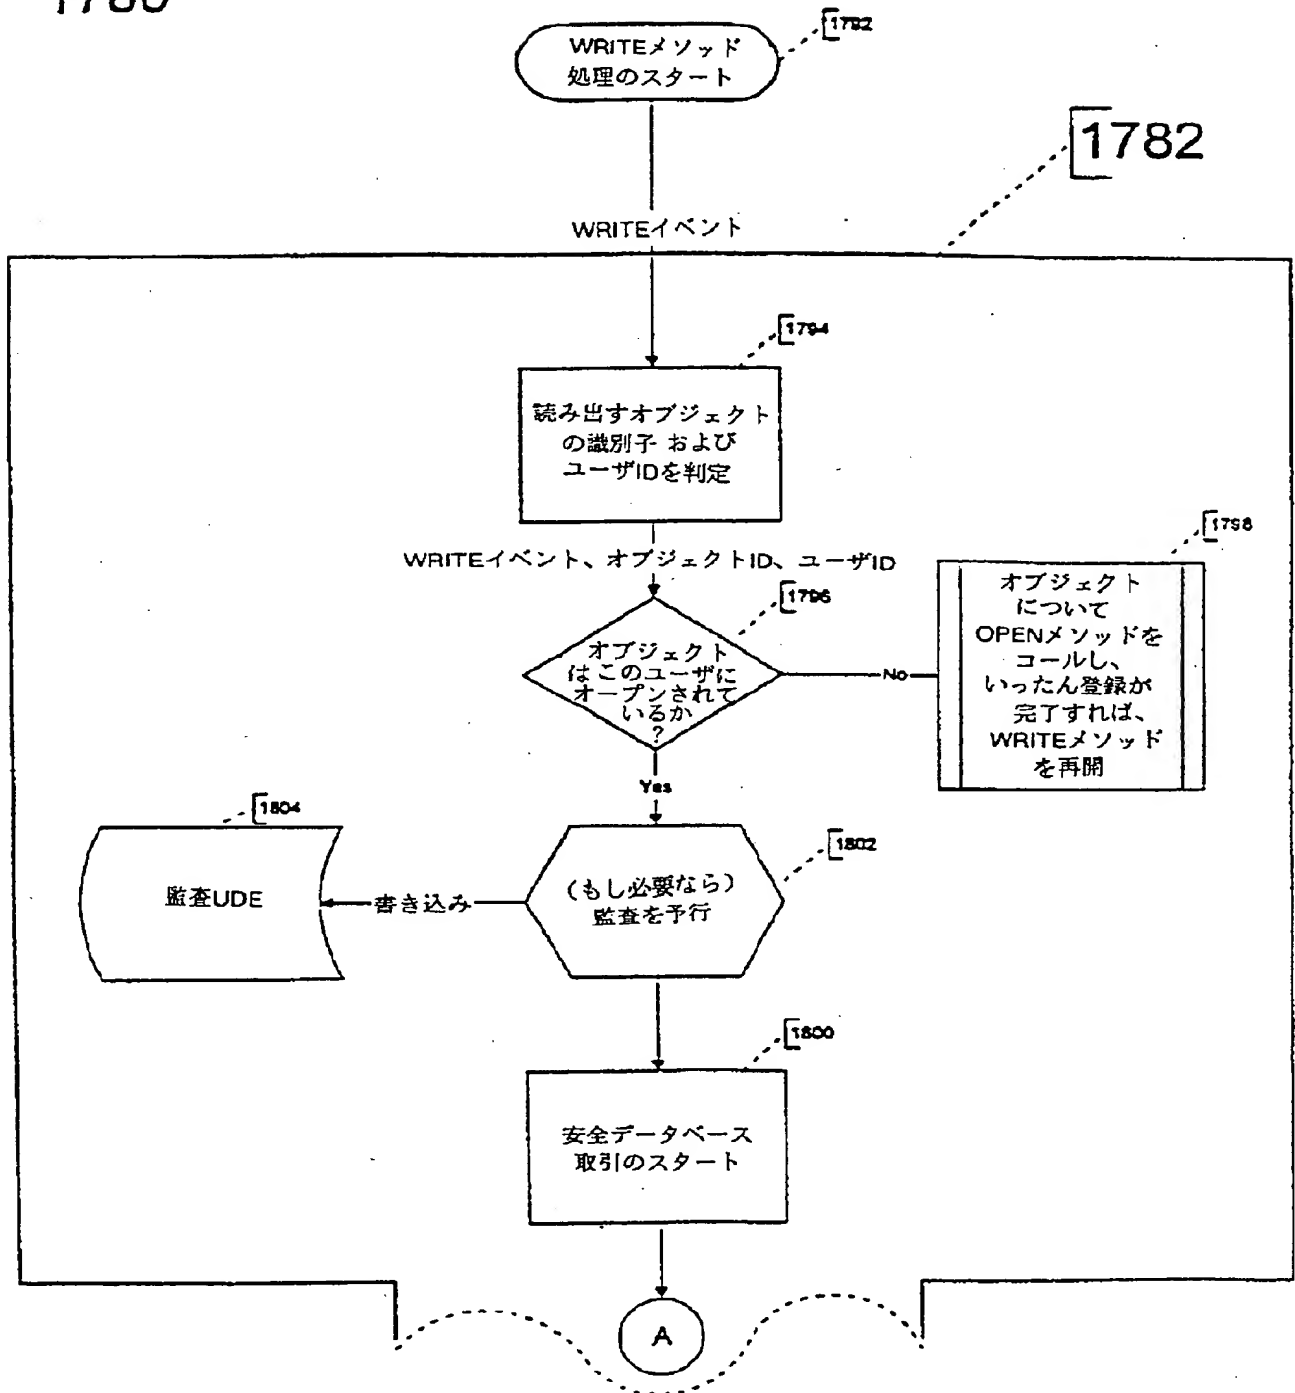 1780
WRITEメソッド
処理のスタート
1792
1782
WRITEイベント
1794
読み出すオブジェクト
の識別子 および
ユーザIDを判定
WRITEイベント、オブジェクトID、ユーザID
1798
オブジェクト
について
OPENメソッドを
コールし、
いったん登録が
完了すれば、
WRITEメソッド
を再開
1796
オブジェクト
は このユーザに
オープンされて
いるか
?
No
Yes
1804
監査UDE
書き込み
1802
(もし必要なら)
監査を予行
1800
安全データベース
取引のスタート
A